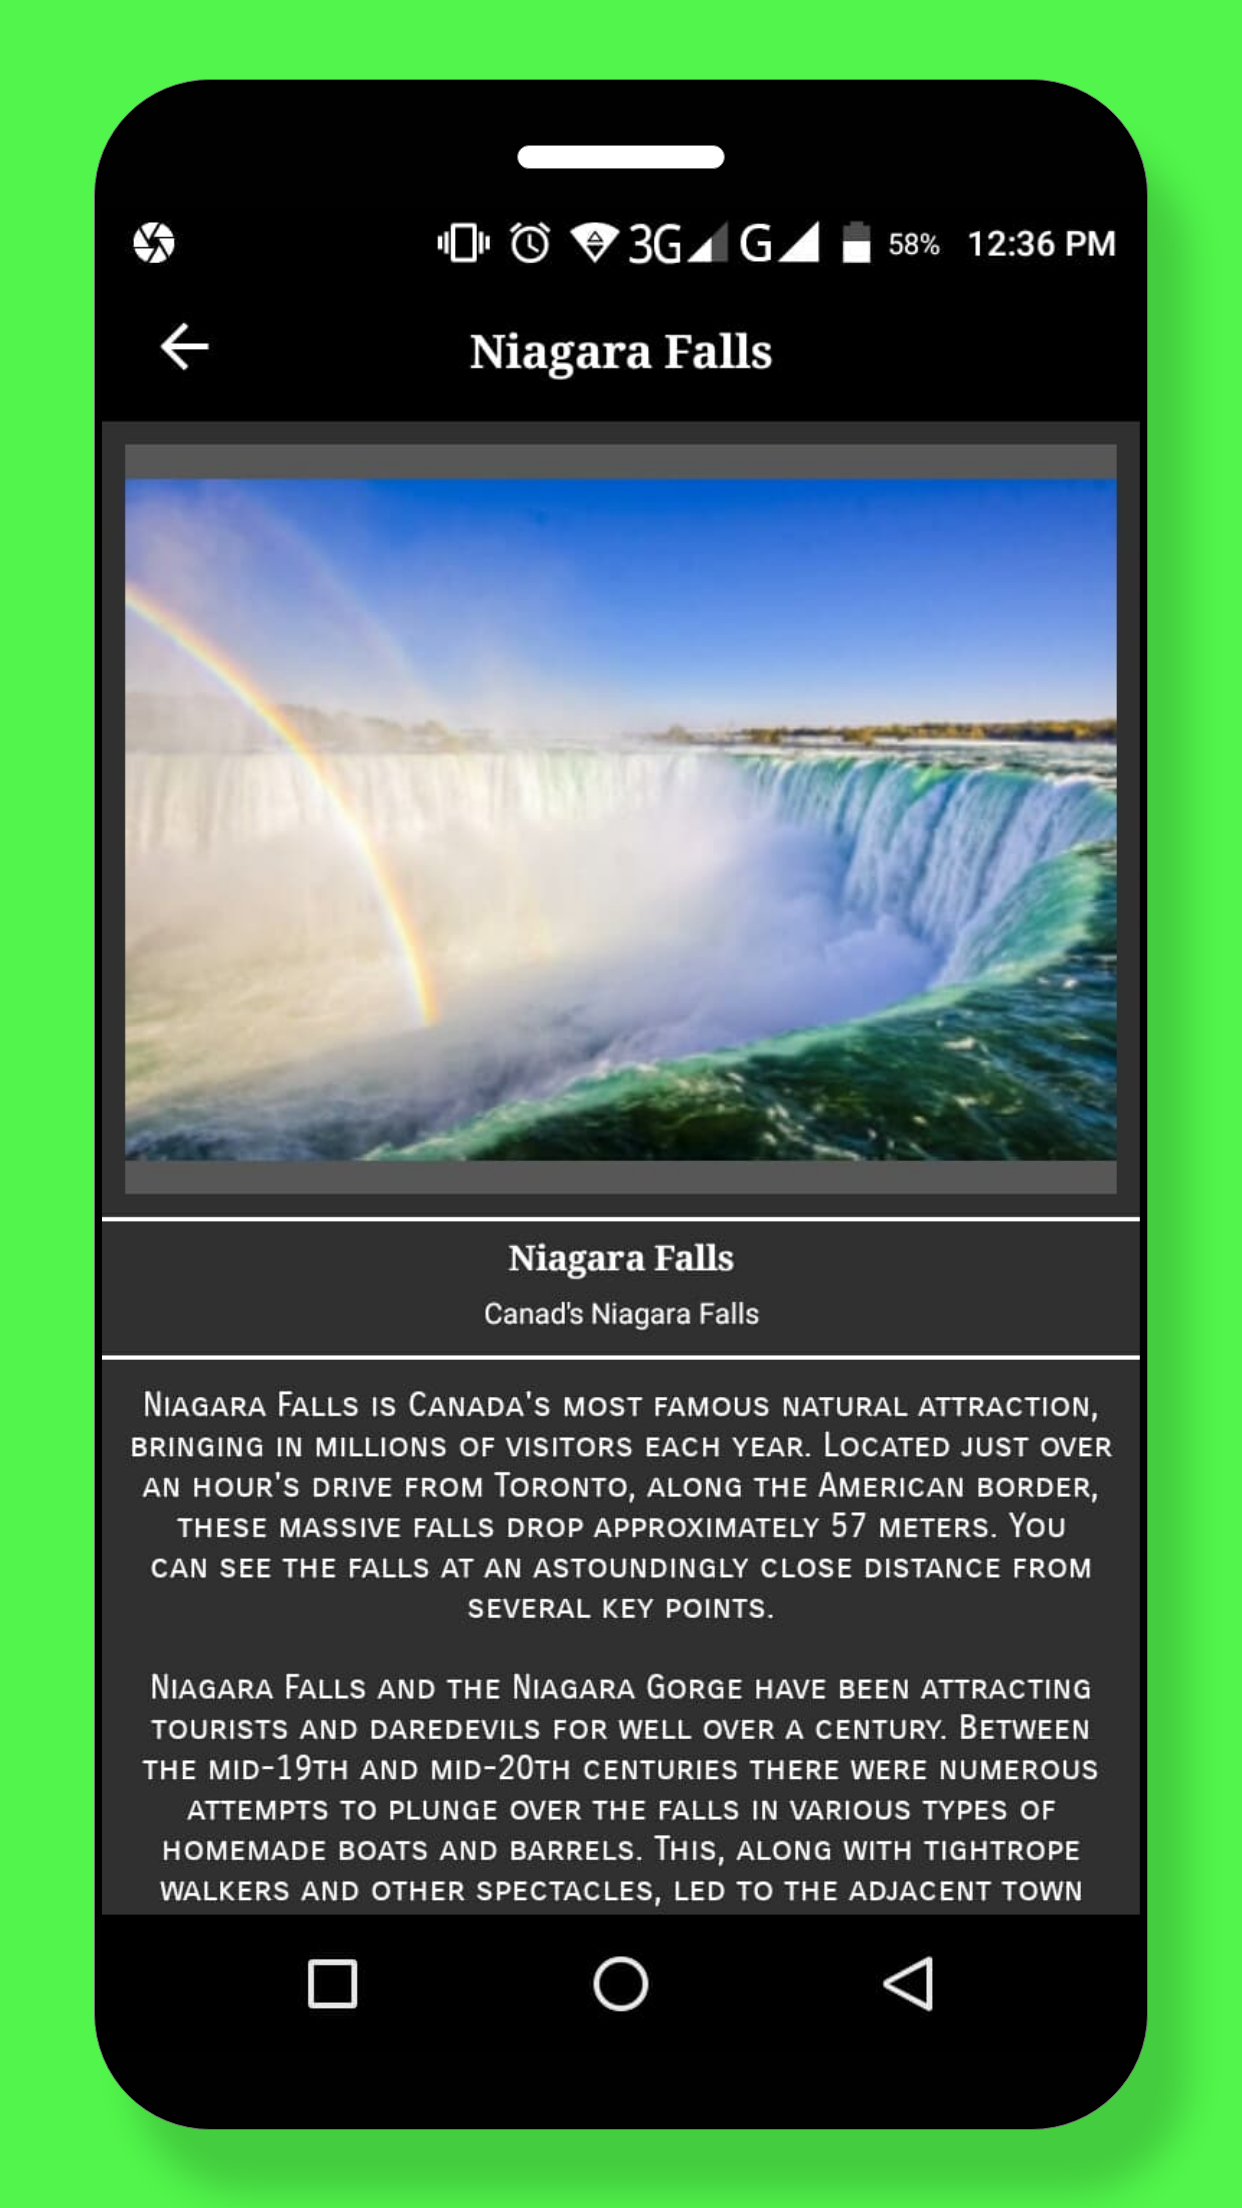 3G G 58% 12:36 PM
Niagara Falls
Niagara Falls
Canad's Niagara Falls
Niagara Falls is Canada's most famous natural attraction,
bringing in millions of visitors each year. Located just over
an hour's drive from Toronto, along the American border,
these massive falls drop approximately 57 meters. You
can see the falls at an astoundingly close distance from
several key points.
Niagara Falls and the Niagara Gorge have been attracting
tourists and daredevils for well over a century. Between
the mid-19th and mid-20th centuries there were numerous
attempts to plunge over the falls in various types of
homemade boats and barrels. This, along with tightrope
walkers and other spectacles, led to the adjacent town